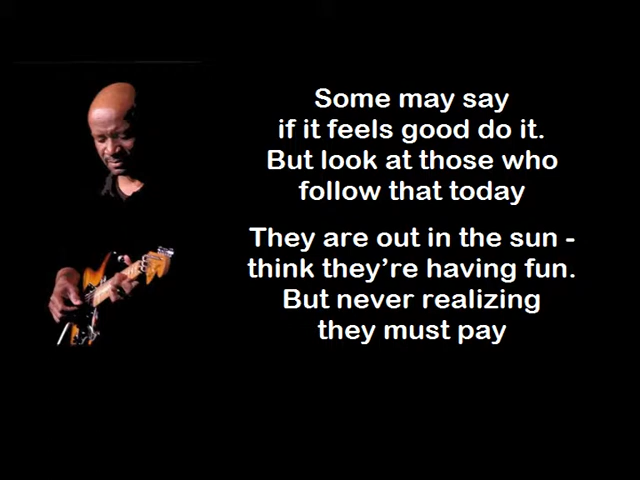 Some may say
if it feels good do it.
But look at those who
follow that today
They are out in the sun -
think they're having fun.
But never realizing
they must pay